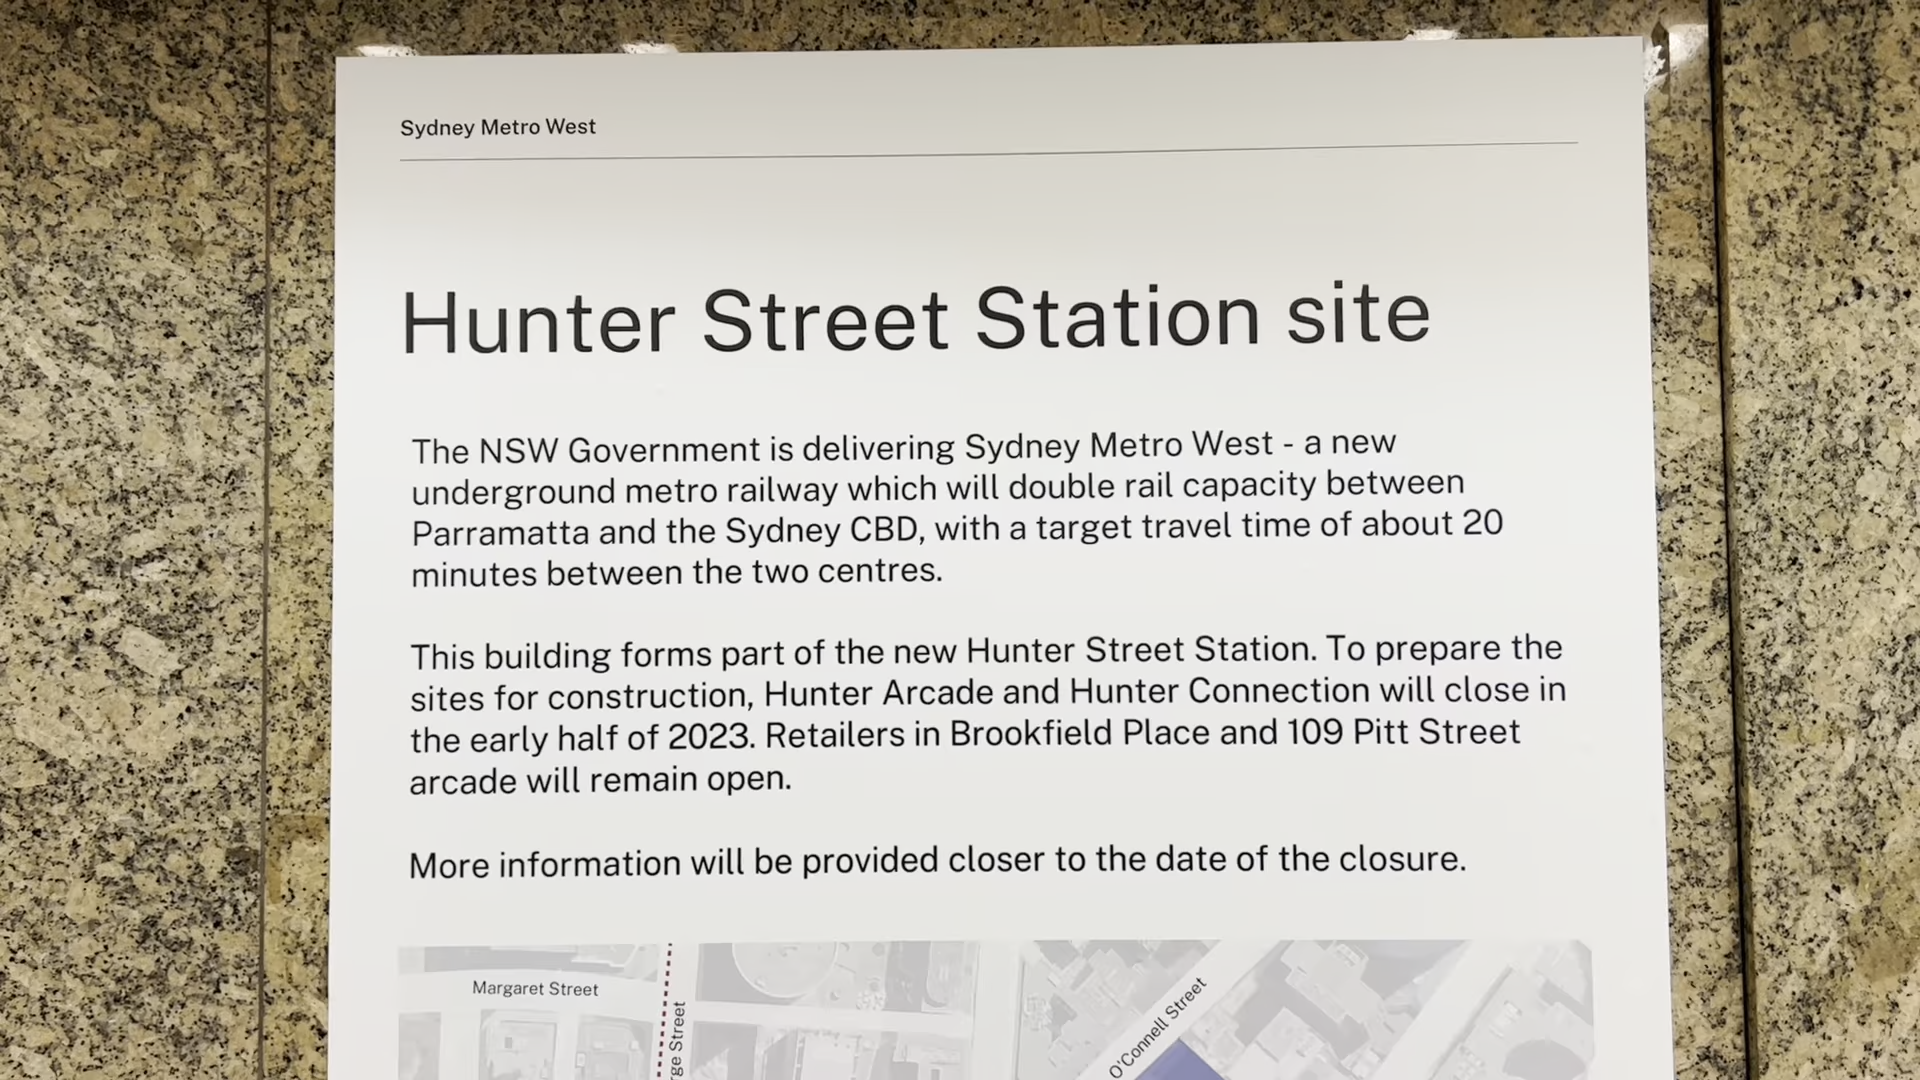 Sydney Metro West
Hunter Street Station site
The NSW Government is delivering Sydney Metro West - a new
underground metro railway which will double rail capacity between
Parramatta and the Sydney CBD, with a target travel time of about 20
minutes between the two centres.
This building forms part of the new Hunter Street Station. To prepare the
sites for construction, Hunter Arcade and Hunter Connection will close in
the early half of 2023. Retailers in Brookfield Place and 109 Pitt Street
arcade will remain open.
More information will be provided closer to the date of the closure.
Margaret Street
Street
O'Connell Street